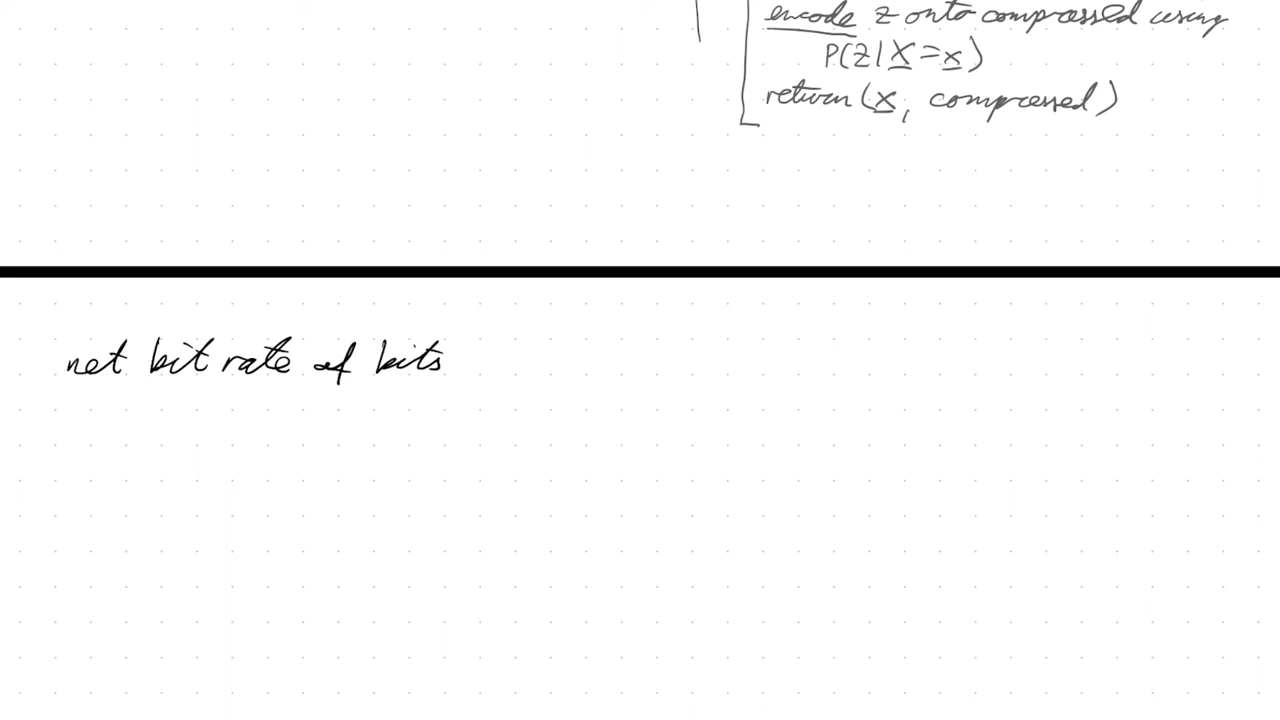 encode z onto compressed using
P(Z|X=x)
return (x, compressed)
net bit rate of bits